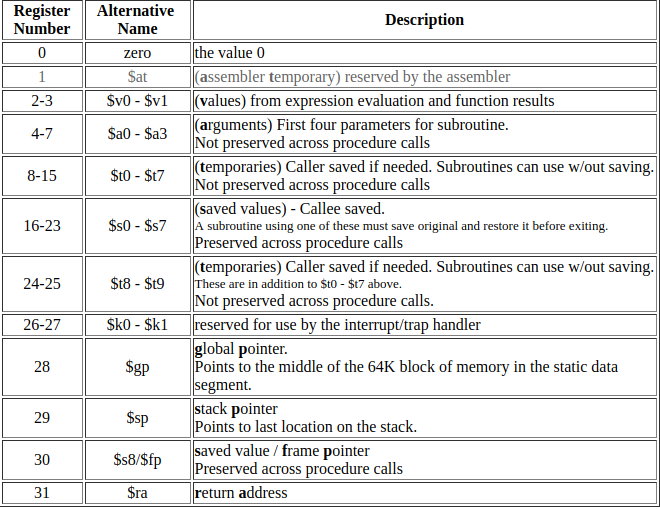 Register Number Alternative Name Description
0 zero the value 0
1 $at (assembler temporary) reserved by the assembler
2-3 $v0 - $v1 (values) from expression evaluation and function results
4-7 $a0 - $a3 (arguments) First four parameters for subroutine.
Not preserved across procedure calls
8-15 $t0 - $t7 (temporaries) Caller saved if needed. Subroutines can use w/out saving.
Not preserved across procedure calls
16-23 $s0 - $s7 (saved values) - Callee saved.
A subroutine using one of these must save original and restore it before exiting.
Preserved across procedure calls
24-25 $t8 - $t9 (temporaries) Caller saved if needed. Subroutines can use w/out saving.
These are in addition to $t0 - $t7 above.
Not preserved across procedure calls.
26-27 $k0 - $k1 reserved for use by the interrupt/trap handler
28 $gp global pointer.
Points to the middle of the 64K block of memory in the static data
segment.
29 $sp stack pointer
Points to last location on the stack.
30 $s8/$fp saved value / frame pointer
Preserved across procedure calls
31 $ra return address